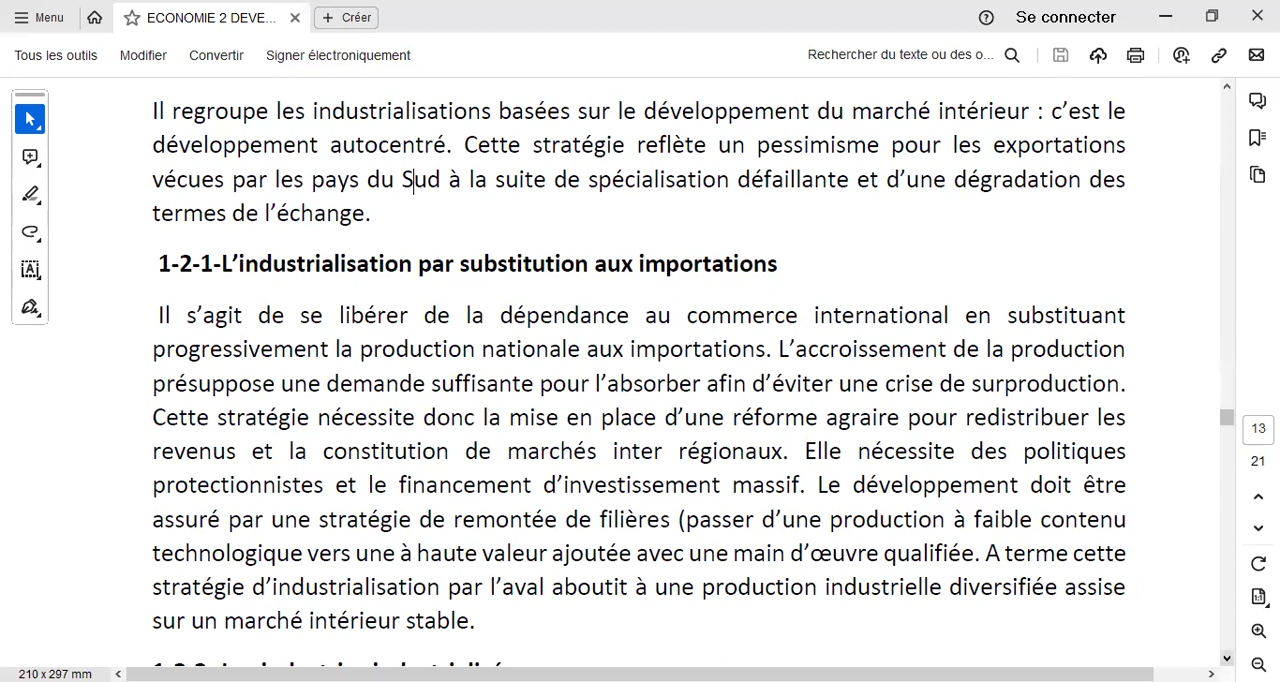 Menu
ECONOMIE 2 DEVE...
Créer
Se connecter
Tous les outils
Modifier
Convertir
Signer électroniquement
Rechercher du texte ou des o...
Il regroupe les industrialisations basées sur le développement du marché intérieur : c’est le
développement autocentré. Cette stratégie reflète un pessimisme pour les exportations
vécues par les pays du Sud à la suite de spécialisation défaillante et d’une dégradation des
termes de l’échange.
1-2-1-L’industrialisation par substitution aux importations
Il s’agit de se libérer de la dépendance au commerce international en substituant
progressivement la production nationale aux importations. L’accroissement de la production
présuppose une demande suffisante pour l’absorber afin d’éviter une crise de surproduction.
Cette stratégie nécessite donc la mise en place d’une réforme agraire pour redistribuer les
revenus et la constitution de marchés inter régionaux. Elle nécessite des politiques
protectionnistes et le financement d’investissement massif. Le développement doit être
assuré par une stratégie de remontée de filières (passer d’une production à faible contenu
technologique vers une à haute valeur ajoutée avec une main d’œuvre qualifiée. A terme cette
stratégie d’industrialisation par l’aval aboutit à une production industrielle diversifiée assise
sur un marché intérieur stable.
13
21
210 x 297 mm